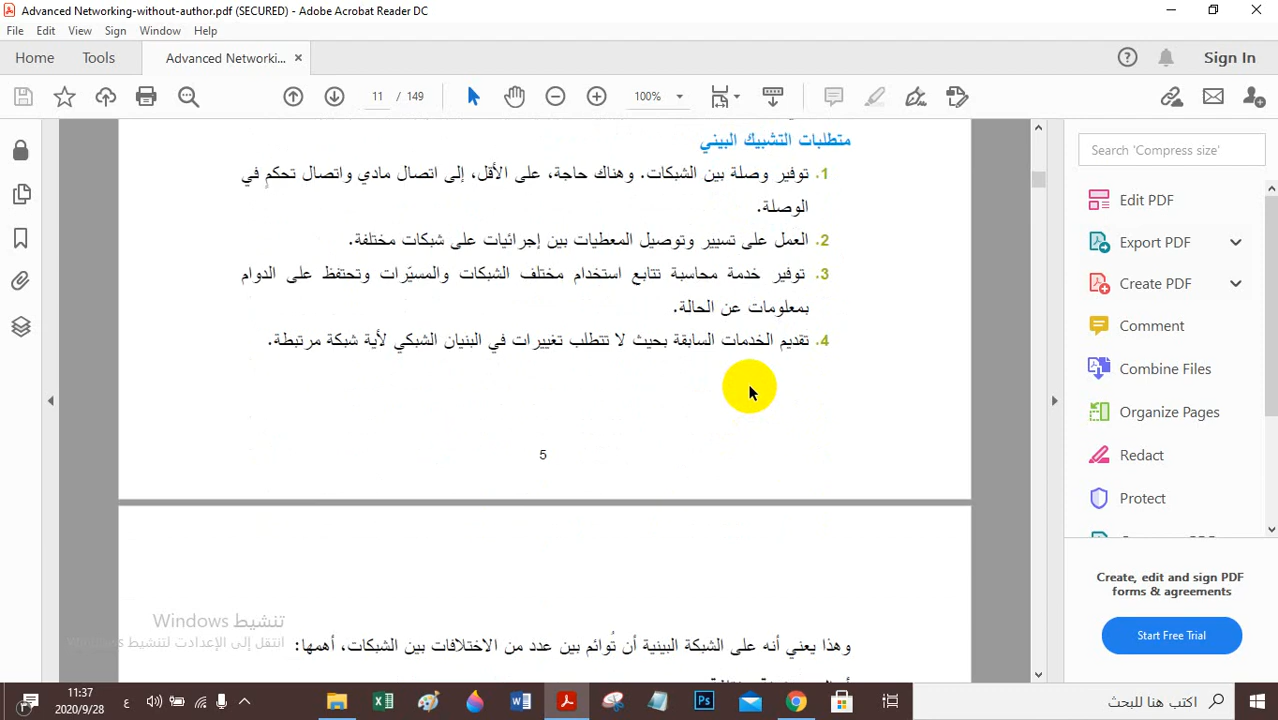 Advanced Networking-without-author.pdf (SECURED) - Adobe Acrobat Reader DC
File Edit View Sign Window Help
Home Tools Advanced Networki... Sign In
11 / 149 100%
متطلبات التشبيك البيني
1. توفير وصلة بين الشبكات. وهناك حاجة، على الأقل، إلى اتصال مادي واتصال تحكم في
الوصلة.
2. العمل على تسيير وتوصيل المعطيات بين إجرائيات على شبكات مختلفة.
3. توفير خدمة محاسبة تتابع استخدام مختلف الشبكات والمسيّرات وتحتفظ على الدوام
بمعلومات عن الحالة.
4. تقديم الخدمات السابقة بحيث لا تتطلب تغييرات في البنيان الشبكي لأية شبكة مرتبطة.
5
وهذا يعني أنه على الشبكة البينية أن تُوائم بين عدد من الاختلافات بين الشبكات، أهمها:
تنشيط Windows
انتقل إلى الإعدادات لتنشيط Windows
Search 'Compress size'
Edit PDF
Export PDF
Create PDF
Comment
Combine Files
Organize Pages
Redact
Protect
Create, edit and sign PDF
forms & agreements
Start Free Trial
11:37
2020/9/28
ع
اكتب هنا للبحث